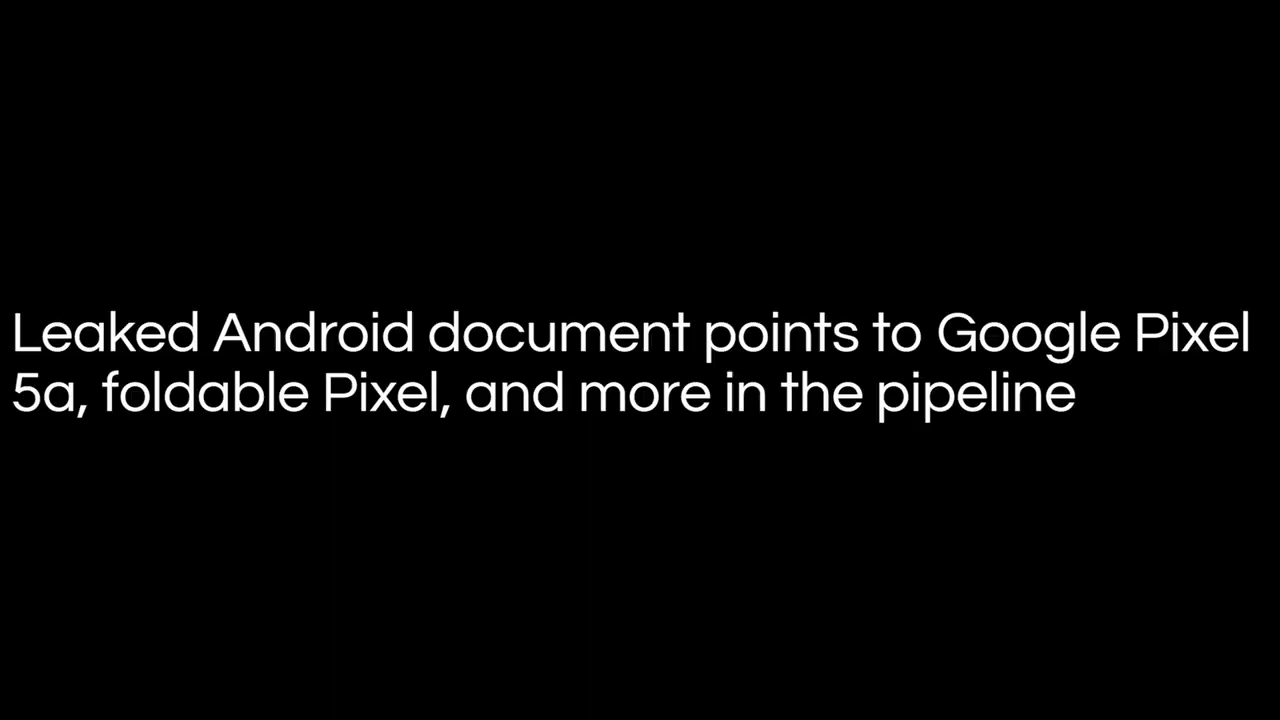 Leaked Android document points to Google Pixel
5a, foldable Pixel, and more in the pipeline